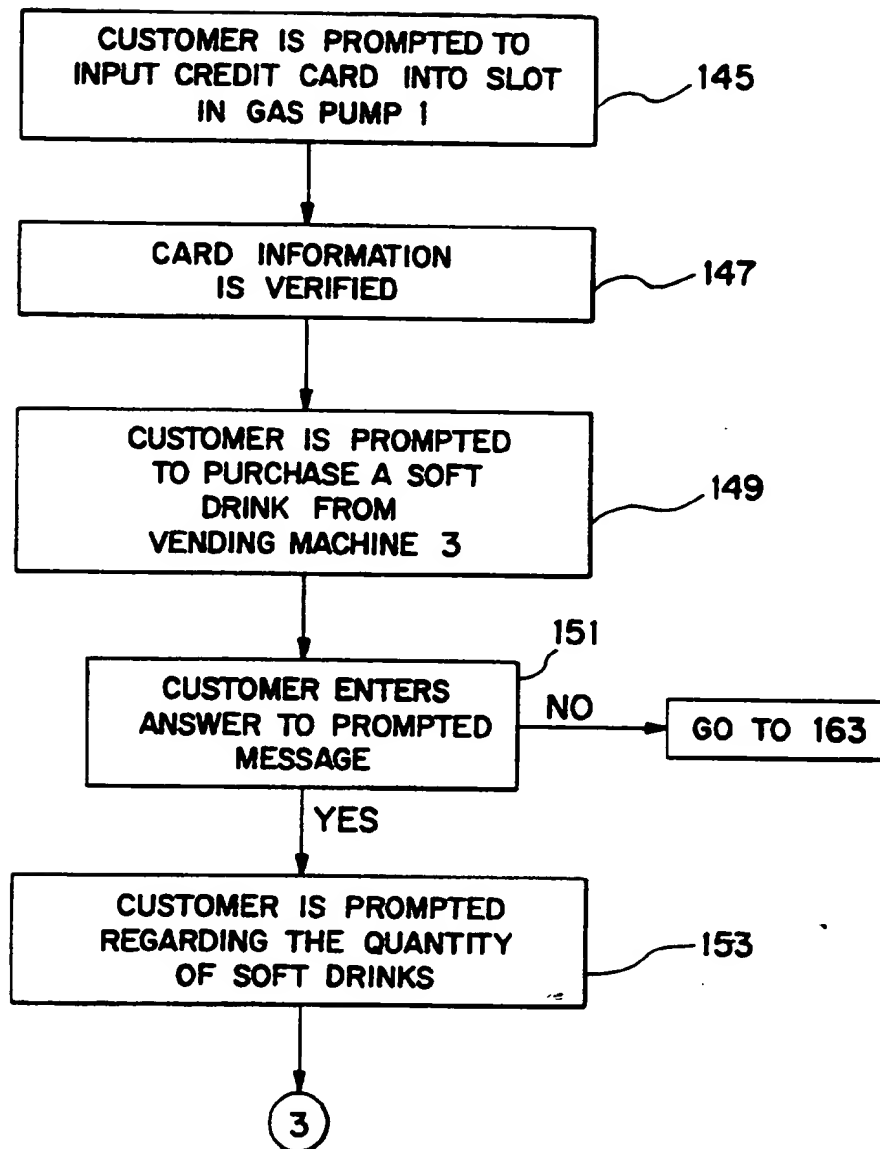 CUSTOMER IS PROMPTED TO
INPUT CREDIT CARD INTO SLOT
IN GAS PUMP 1
145
CARD INFORMATION
IS VERIFIED
147
CUSTOMER IS PROMPTED
TO PURCHASE A SOFT
DRINK FROM
VENDING MACHINE 3
149
151
CUSTOMER ENTERS
ANSWER TO PROMPTED
MESSAGE
NO
GO TO 163
YES
CUSTOMER IS PROMPTED
REGARDING THE QUANTITY
OF SOFT DRINKS
153
3